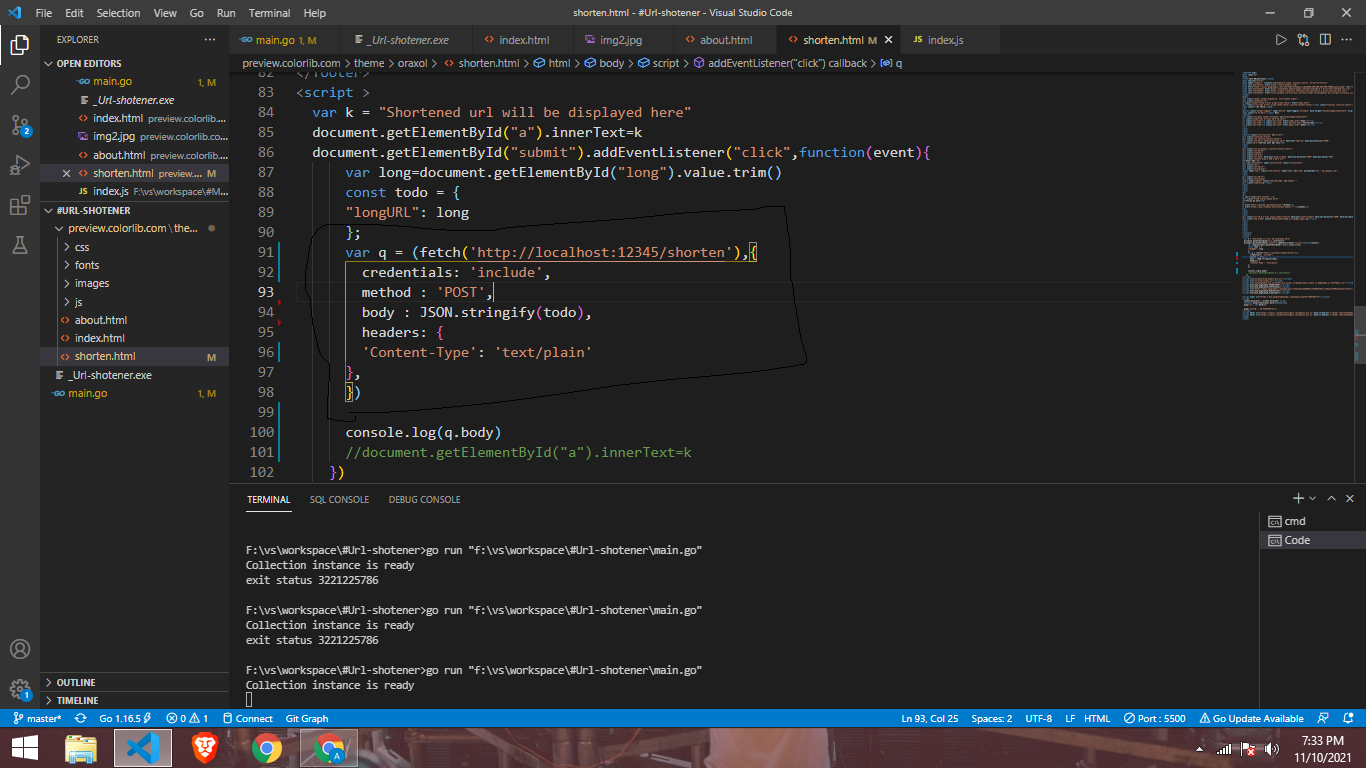 File Edit Selection View Go Run Terminal Help
shorten.html - #Url-shotener - Visual Studio Code
EXPLORER
main.go 1, M
_Url-shotener.exe
index.html
img2.jpg
about.html
shorten.html M
index.js
preview.colorlib.com > theme > oraxol > shorten.html > html > body > script > addEventListener("click") callback > q
OPEN EDITORS
main.go 1, M
_Url-shotener.exe
index.html preview.colorlib.c...
img2.jpg preview.colorlib.co...
about.html preview.colorlib....
shorten.html preview.... M
index.js F:\vs\workspace\#M...
#URL-SHOTENER
preview.colorlib.com \ the...
css
fonts
images
js
about.html
index.html
shorten.html M
_Url-shotener.exe
main.go 1, M
OUTLINE
TIMELINE
82 </footer>
83 <script >
84 var k = "Shortened url will be displayed here"
85 document.getElementById("a").innerText=k
86 document.getElementById("submit").addEventListener("click",function(event){
87 var long=document.getElementById("long").value.trim()
88 const todo = {
89 "longURL": long
90 };
91 var q = (fetch('http://localhost:12345/shorten'),{
92 credentials: 'include',
93 method : 'POST',
94 body : JSON.stringify(todo),
95 headers: {
96 'Content-Type': 'text/plain'
97 },
98 })
99
100 console.log(q.body)
101 //document.getElementById("a").innerText=k
102 })
TERMINAL SQL CONSOLE DEBUG CONSOLE
cmd
Code
F:\vs\workspace\#Url-shotener>go run "f:\vs\workspace\#Url-shotener\main.go"
Collection instance is ready
exit status 3221225786
F:\vs\workspace\#Url-shotener>go run "f:\vs\workspace\#Url-shotener\main.go"
Collection instance is ready
exit status 3221225786
F:\vs\workspace\#Url-shotener>go run "f:\vs\workspace\#Url-shotener\main.go"
Collection instance is ready
2
1
master* Go 1.16.5 0 1 Connect Git Graph Ln 93, Col 25 Spaces: 2 UTF-8 LF HTML Port : 5500 Go Update Available
A
7:33 PM
11/10/2021